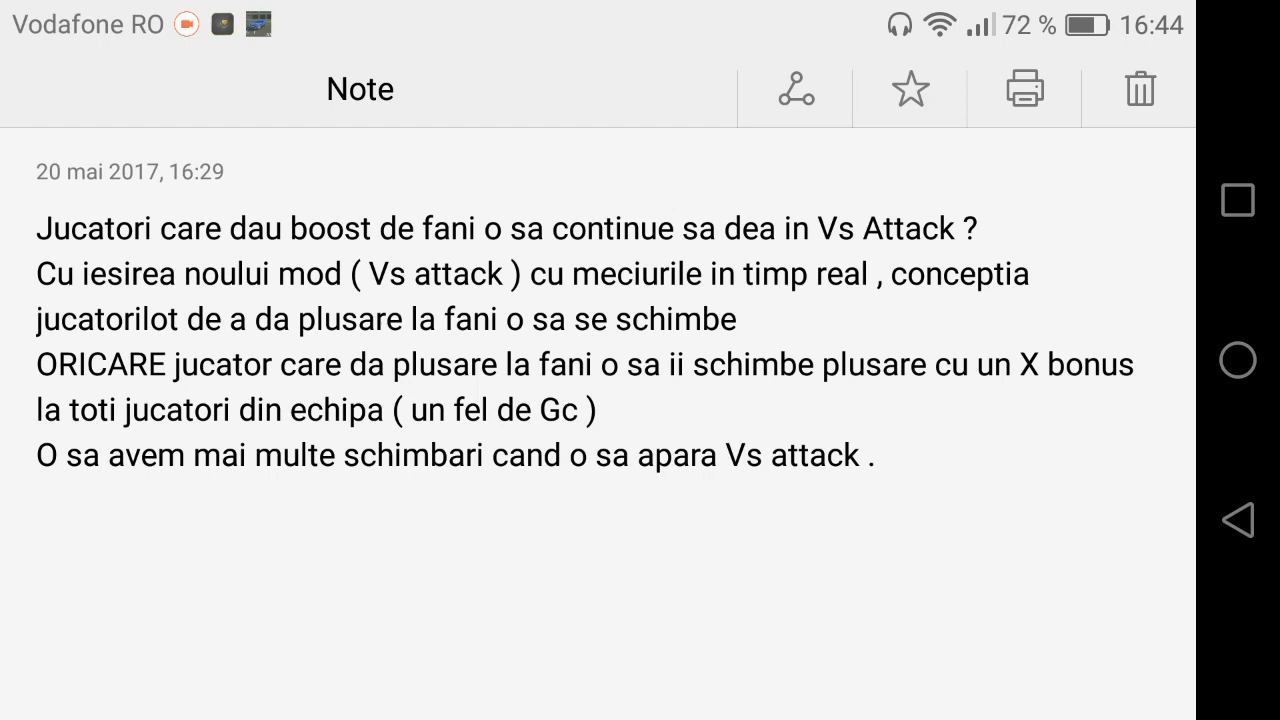 Vodafone RO 72 % 16:44
Note
20 mai 2017, 16:29
Jucatori care dau boost de fani o sa continue sa dea in Vs Attack ?
Cu iesirea noului mod ( Vs attack ) cu meciurile in timp real , conceptia
jucatorilot de a da plusare la fani o sa se schimbe
ORICARE jucator care da plusare la fani o sa ii schimbe plusare cu un X bonus
la toti jucatori din echipa ( un fel de Gc )
O sa avem mai multe schimbari cand o sa apara Vs attack .